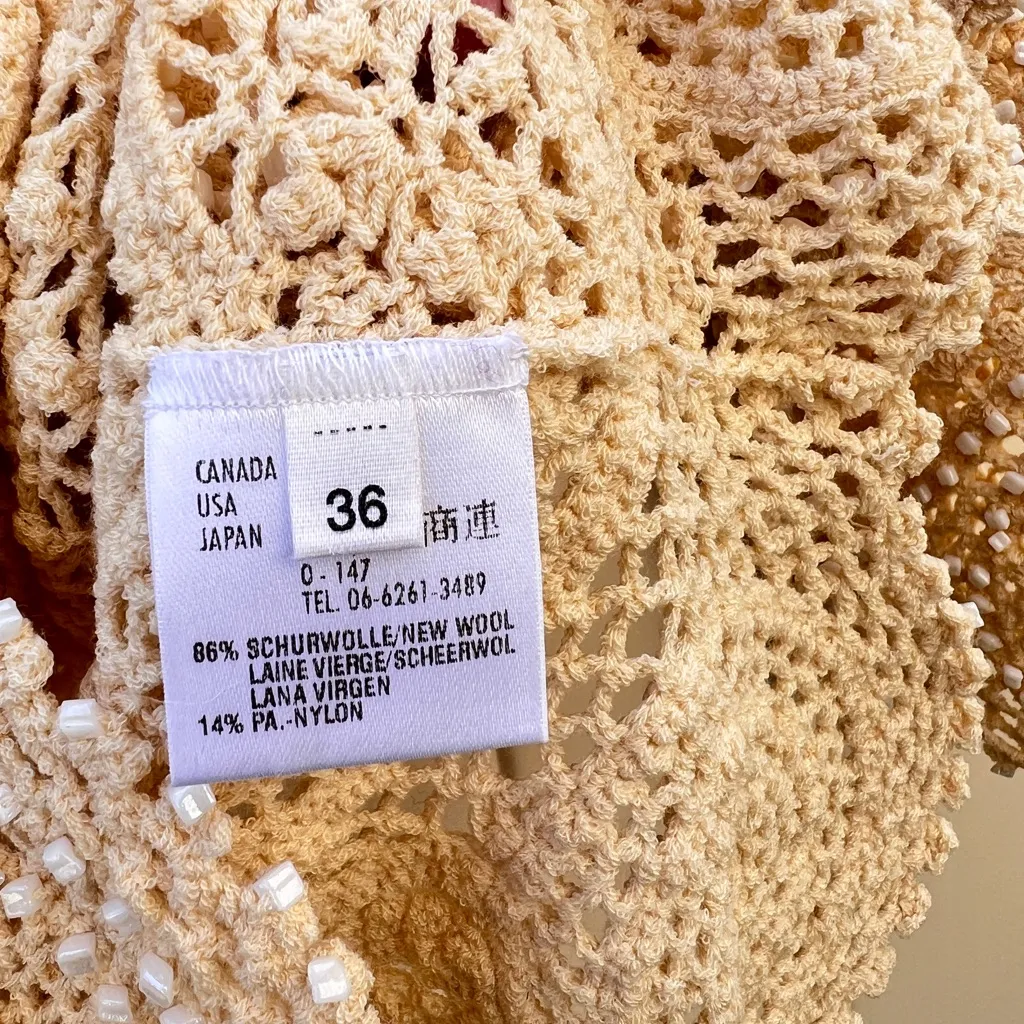 CANADA
USA
JAPAN
36
商連
0-147
TEL. 06-6261-3489
86% SCHURWOLLE/NEW WOOL
LAINE VIERGE/SCHEERWOL
LANA VIRGEN
14% PA.-NYLON